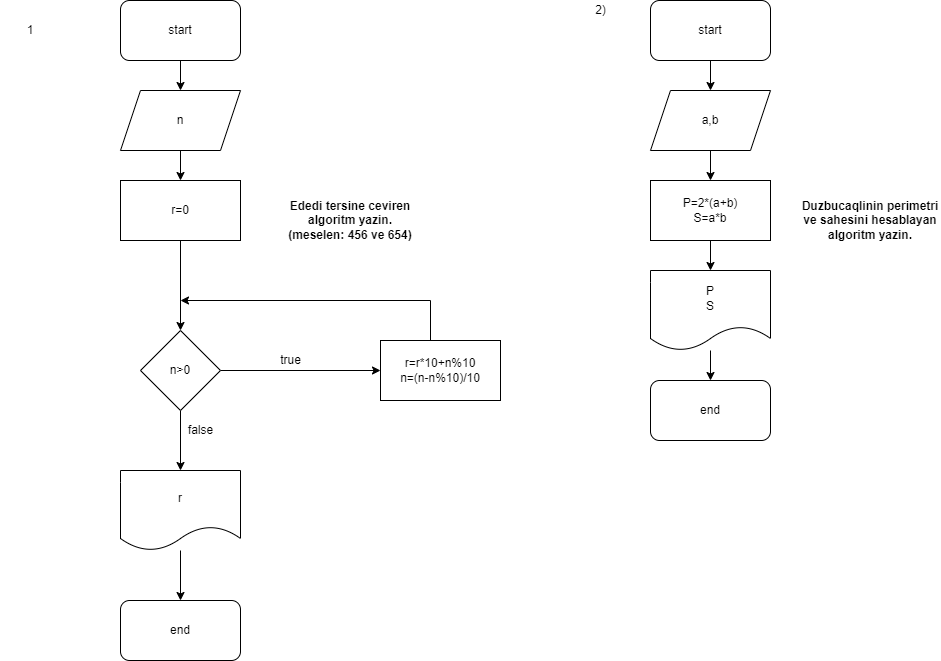 1
start
n
r=0
Ededi tersine ceviren
algoritm yazin.
(meselen: 456 ve 654)
n>0
true
r=r*10+n%10
n=(n-n%10)/10
false
r
end
2)
start
a,b
P=2*(a+b)
S=a*b
Duzbucaqlinin perimetri
ve sahesini hesablayan
algoritm yazin.
P
S
end